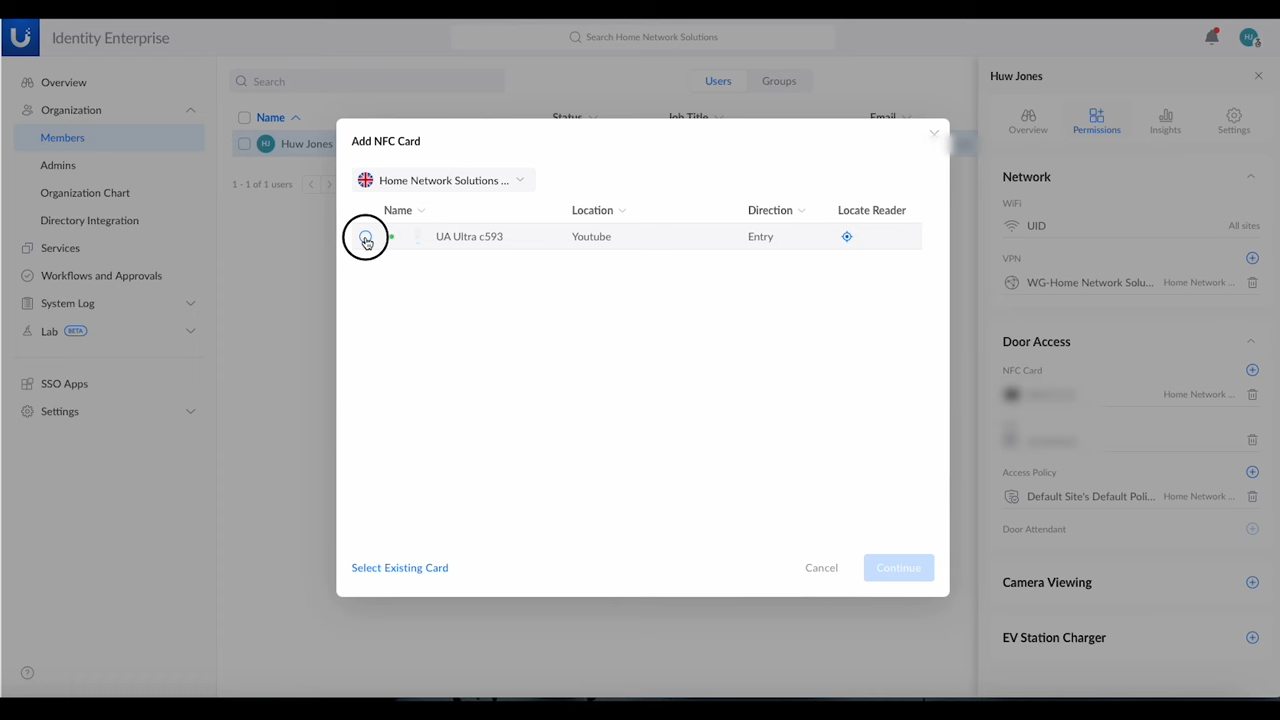 Identity Enterprise
Search Home Network Solutions
HJ
Overview
Organization
Members
Admins
Organization Chart
Directory Integration
Services
Workflows and Approvals
System Log
Lab BETA
SSO Apps
Settings
Search
Users Groups
Name Status Job Title Email
HJ Huw Jones
1 - 1 of 1 users
Add NFC Card
Home Network Solutions ...
Name Location Direction Locate Reader
UA Ultra c593 Youtube Entry
Select Existing Card Cancel Continue
Huw Jones
Overview Permissions Insights Settings
Network
WiFi
UID All sites
VPN
WG-Home Network Solu... Home Network ...
Door Access
NFC Card
Home Network ...
Access Policy
Default Site's Default Poli... Home Network ...
Door Attendant
Camera Viewing
EV Station Charger